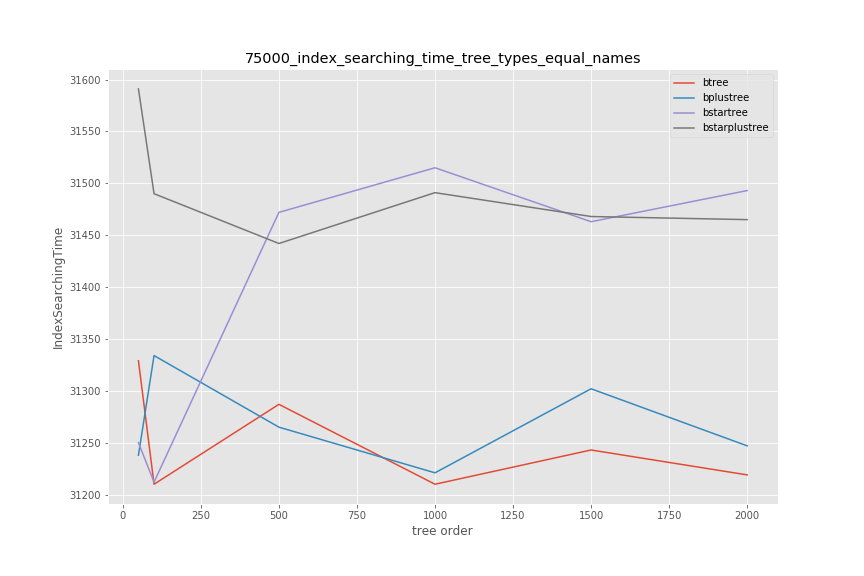 75000_index_searching_time_tree_types_equal_names
btree
bplustree
bstartree
bstarplustree
IndexSearchingTime
31600
31550
31500
31450
31400
31350
31300
31250
31200
0 250 500 750 1000 1250 1500 1750 2000
tree order